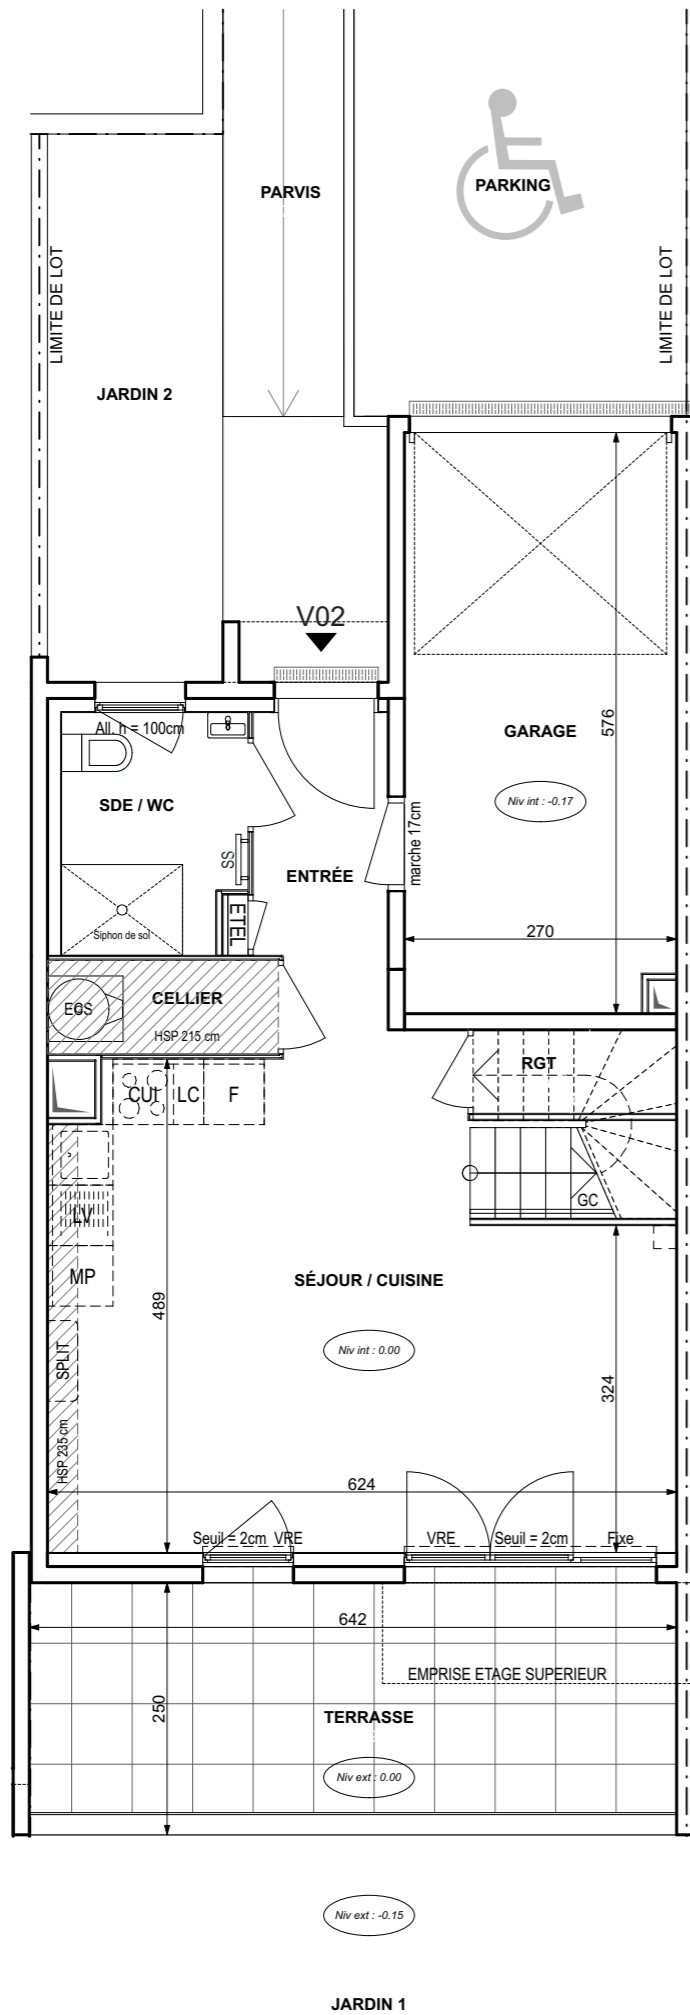 PARVIS
PARKING
LIMITE DE LOT
LIMITE DE LOT
JARDIN 2
V02
All. h = 100cm
GARAGE
576
Niv int : -0.17
SDE / WC
marche 17cm
SS
ENTRÉE
ETEL
Siphon de sol
270
CELLIER
ECS
HSP 215 cm
RGT
CUI
LC
F
GC
LV
MP
SÉJOUR / CUISINE
489
SPLIT
Niv int : 0.00
324
HSP 235 cm
624
Seuil = 2cm VRE
VRE
Seuil = 2cm
Fixe
642
EMPRISE ETAGE SUPERIEUR
250
TERRASSE
Niv ext : 0.00
Niv ext : -0.15
JARDIN 1